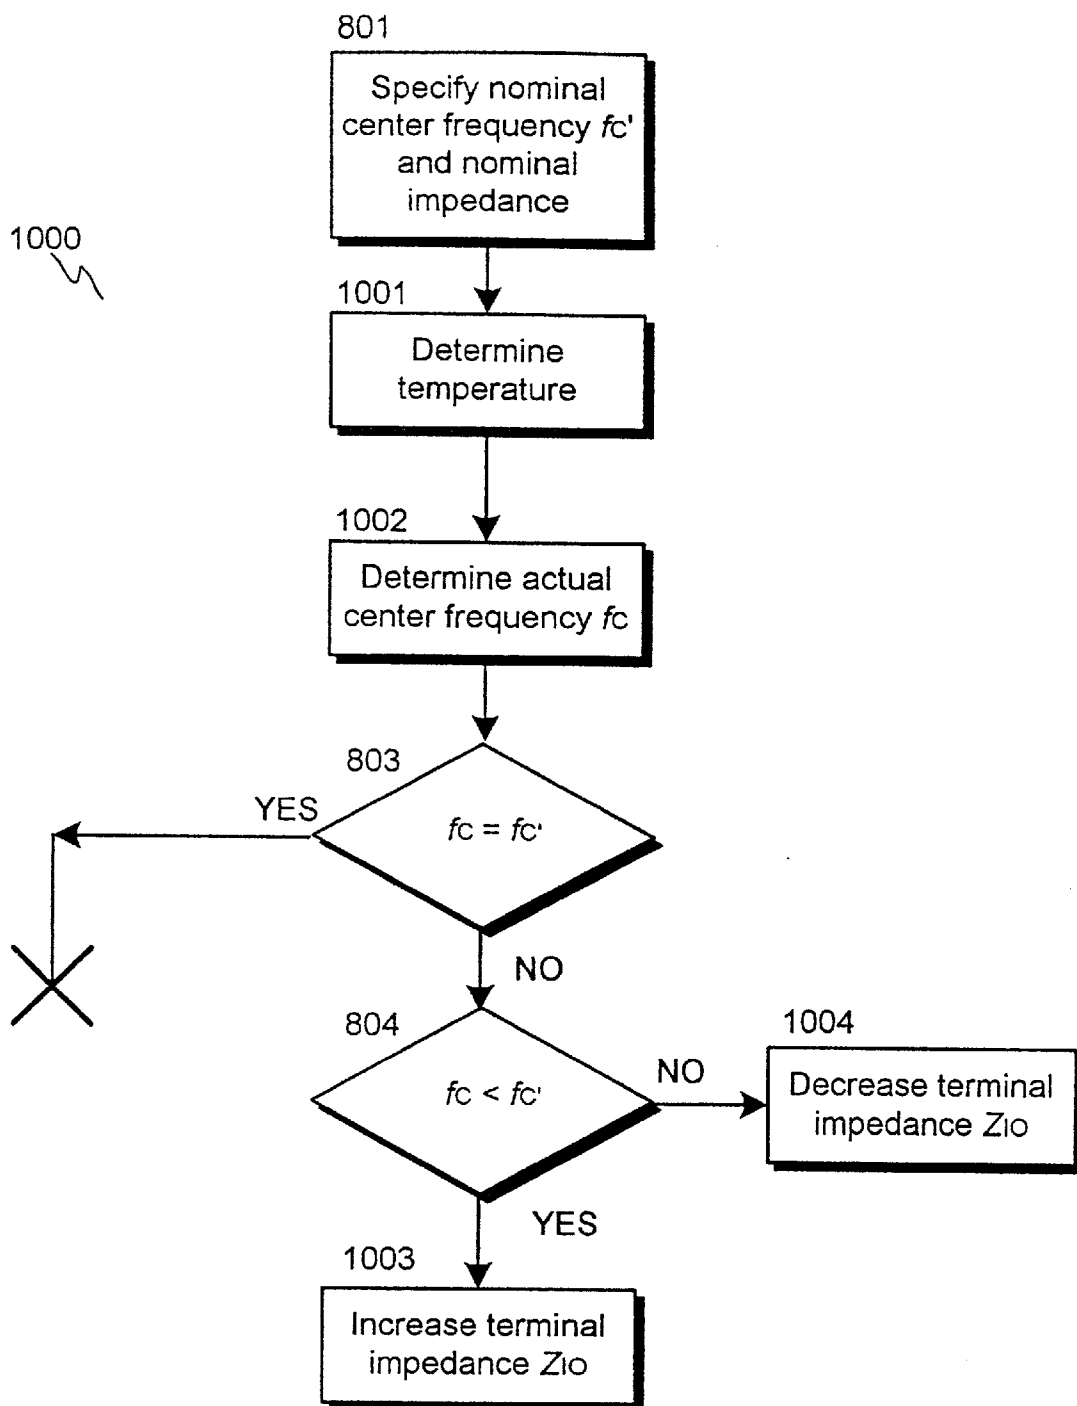 801
Specify nominal
center frequency fc'
and nominal
impedance
1000
1001
Determine
temperature
1002
Determine actual
center frequency fc
803
YES
fc = fc'
NO
804
fc < fc'
NO
1004
Decrease terminal
impedance ZIO
YES
1003
Increase terminal
impedance ZIO